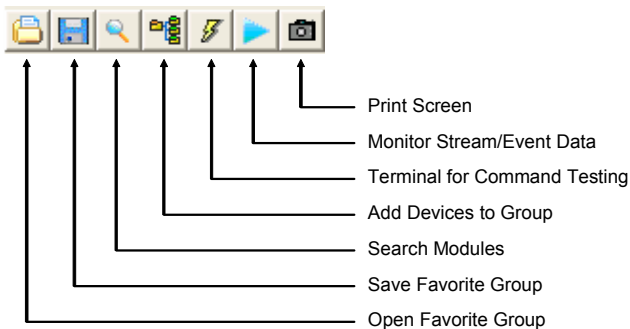 Print Screen
Monitor Stream/Event Data
Terminal for Command Testing
Add Devices to Group
Search Modules
Save Favorite Group
Open Favorite Group